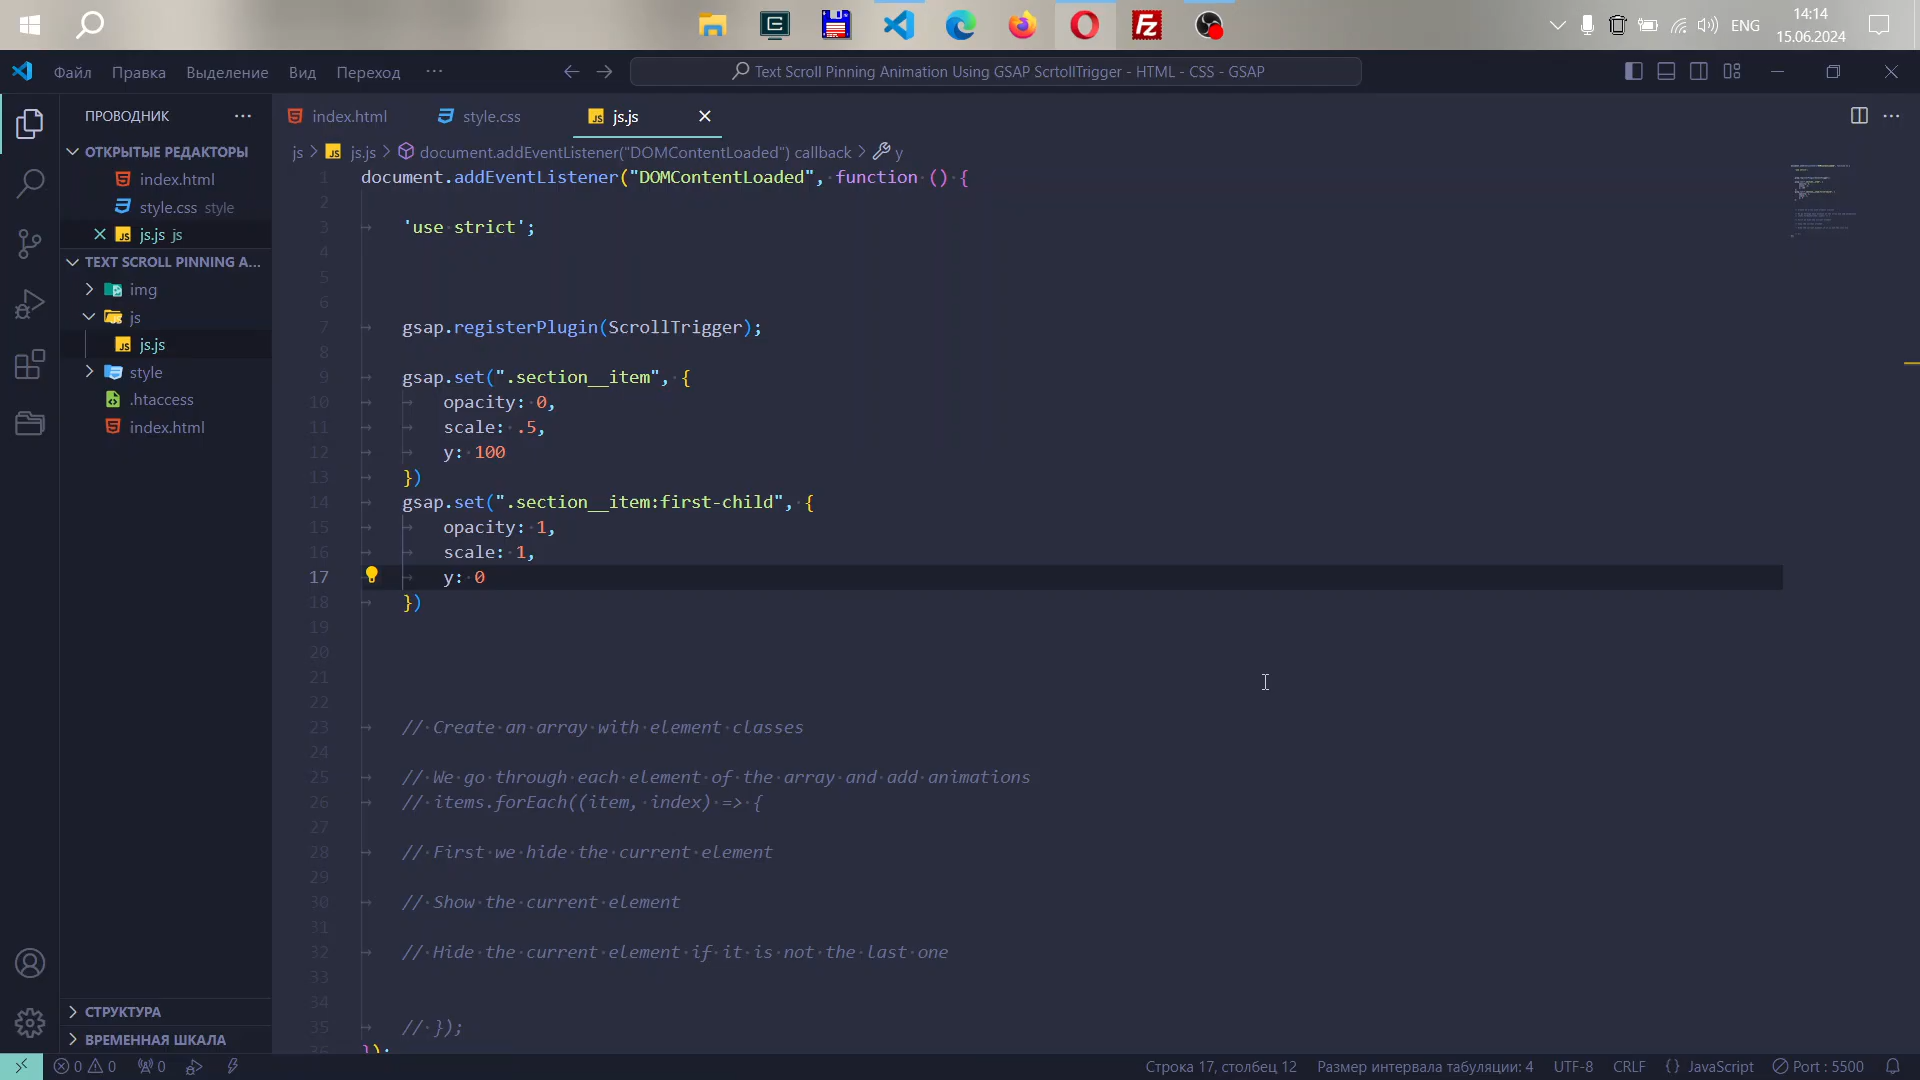 ENG
14:14
15.06.2024
Файл Правка Выделение Вид Переход ···
Text Scroll Pinning Animation Using GSAP ScrtollTrigger - HTML - CSS - GSAP
ПРОВОДНИК
ОТКРЫТЫЕ РЕДАКТОРЫ
index.html
style.css style
js.js js
TEXT SCROLL PINNING A...
img
js
js.js
style
.htaccess
index.html
СТРУКТУРА
ВРЕМЕННАЯ ШКАЛА
index.html style.css js.js
js > js.js > document.addEventListener("DOMContentLoaded") callback > y
1 document.addEventListener("DOMContentLoaded", function () {
2
3 'use strict';
4
5
6
7 gsap.registerPlugin(ScrollTrigger);
8
9 gsap.set(".section__item", {
10 opacity: 0,
11 scale: .5,
12 y: 100
13 })
14 gsap.set(".section__item:first-child", {
15 opacity: 1,
16 scale: 1,
17 y: 0
18 })
19
20
21
22
23 // Create an array with element classes
24
25 // We go through each element of the array and add animations
26 // items.forEach((item, index) => {
27
28 // First we hide the current element
29
30 // Show the current element
31
32 // Hide the current element if it is not the last one
33
34
35 // });
36 });
0 0 0
Строка 17, столбец 12 Размер интервала табуляции: 4 UTF-8 CRLF {} JavaScript Port : 5500